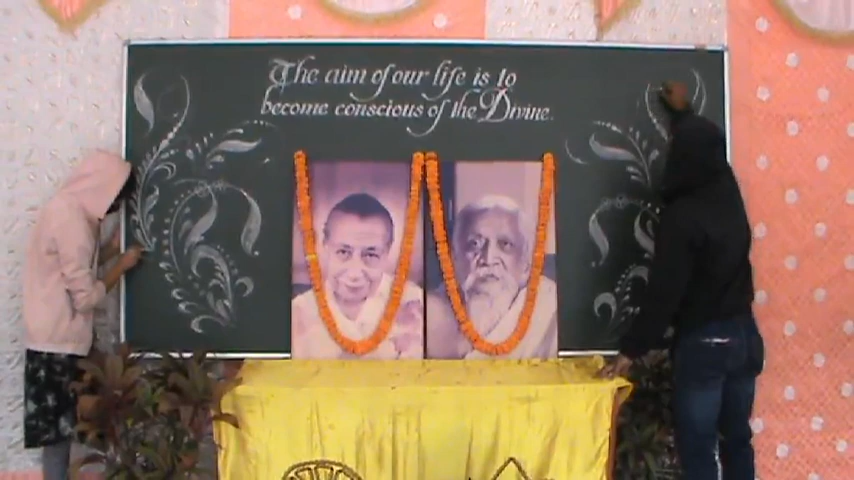 The aim of our life is to
become conscious of the Divine.